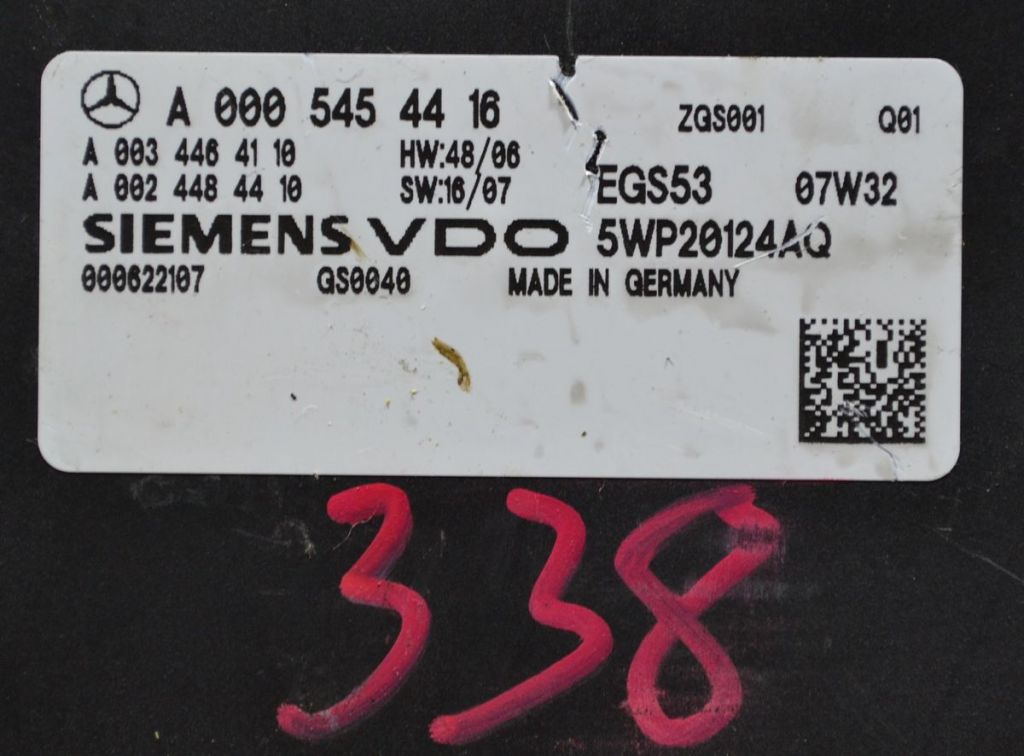 A 000 545 44 16 ZGS001 Q01
A 003 446 41 10 HW:48/06
A 002 448 44 10 SW:16/07 EGS53 07W32
SIEMENS VDO 5WP20124AQ
000622107 GS0040 MADE IN GERMANY
338